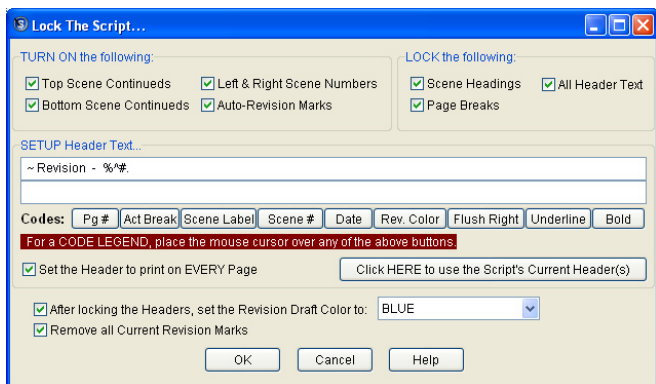 Lock The Script...
TURN ON the following:
LOCK the following:
Top Scene Continueds
Left & Right Scene Numbers
Scene Headings
All Header Text
Bottom Scene Continueds
Auto-Revision Marks
Page Breaks
SETUP Header Text...
~ Revision - %^#.
Codes: Pg # Act Break Scene Label Scene # Date Rev. Color Flush Right Underline Bold
For a CODE LEGEND, place the mouse cursor over any of the above buttons.
Set the Header to print on EVERY Page
Click HERE to use the Script's Current Header(s)
After locking the Headers, set the Revision Draft Color to: BLUE
Remove all Current Revision Marks
OK Cancel Help